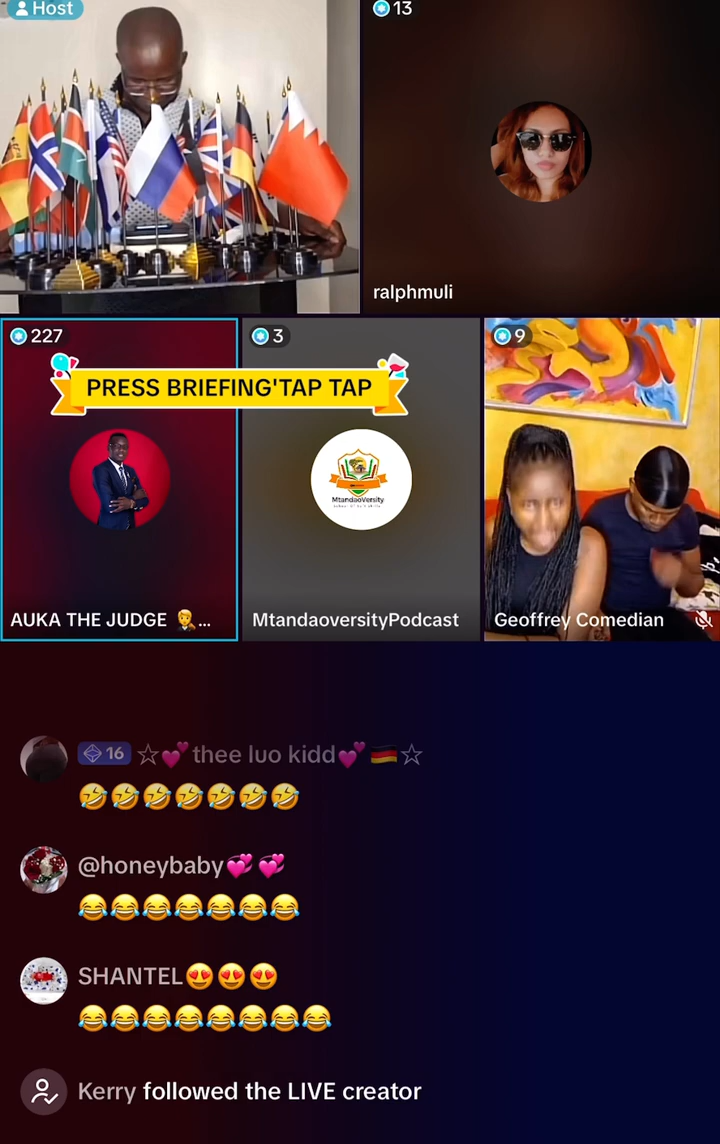 Host
13
ralphmuli
227
3
9
PRESS BRIEFING'TAP TAP
MtandaoVersity
AUKA THE JUDGE 🤵...
MtandaoversityPodcast
Geoffrey Comedian
16 ☆💕thee luo kidd💕🇩🇪☆
🤣🤣🤣🤣🤣🤣🤣
@honeybaby💞💞
😂😂😂😂😂😂😂
SHANTEL😍😍😍
😂😂😂😂😂😂😂😂
Kerry followed the LIVE creator